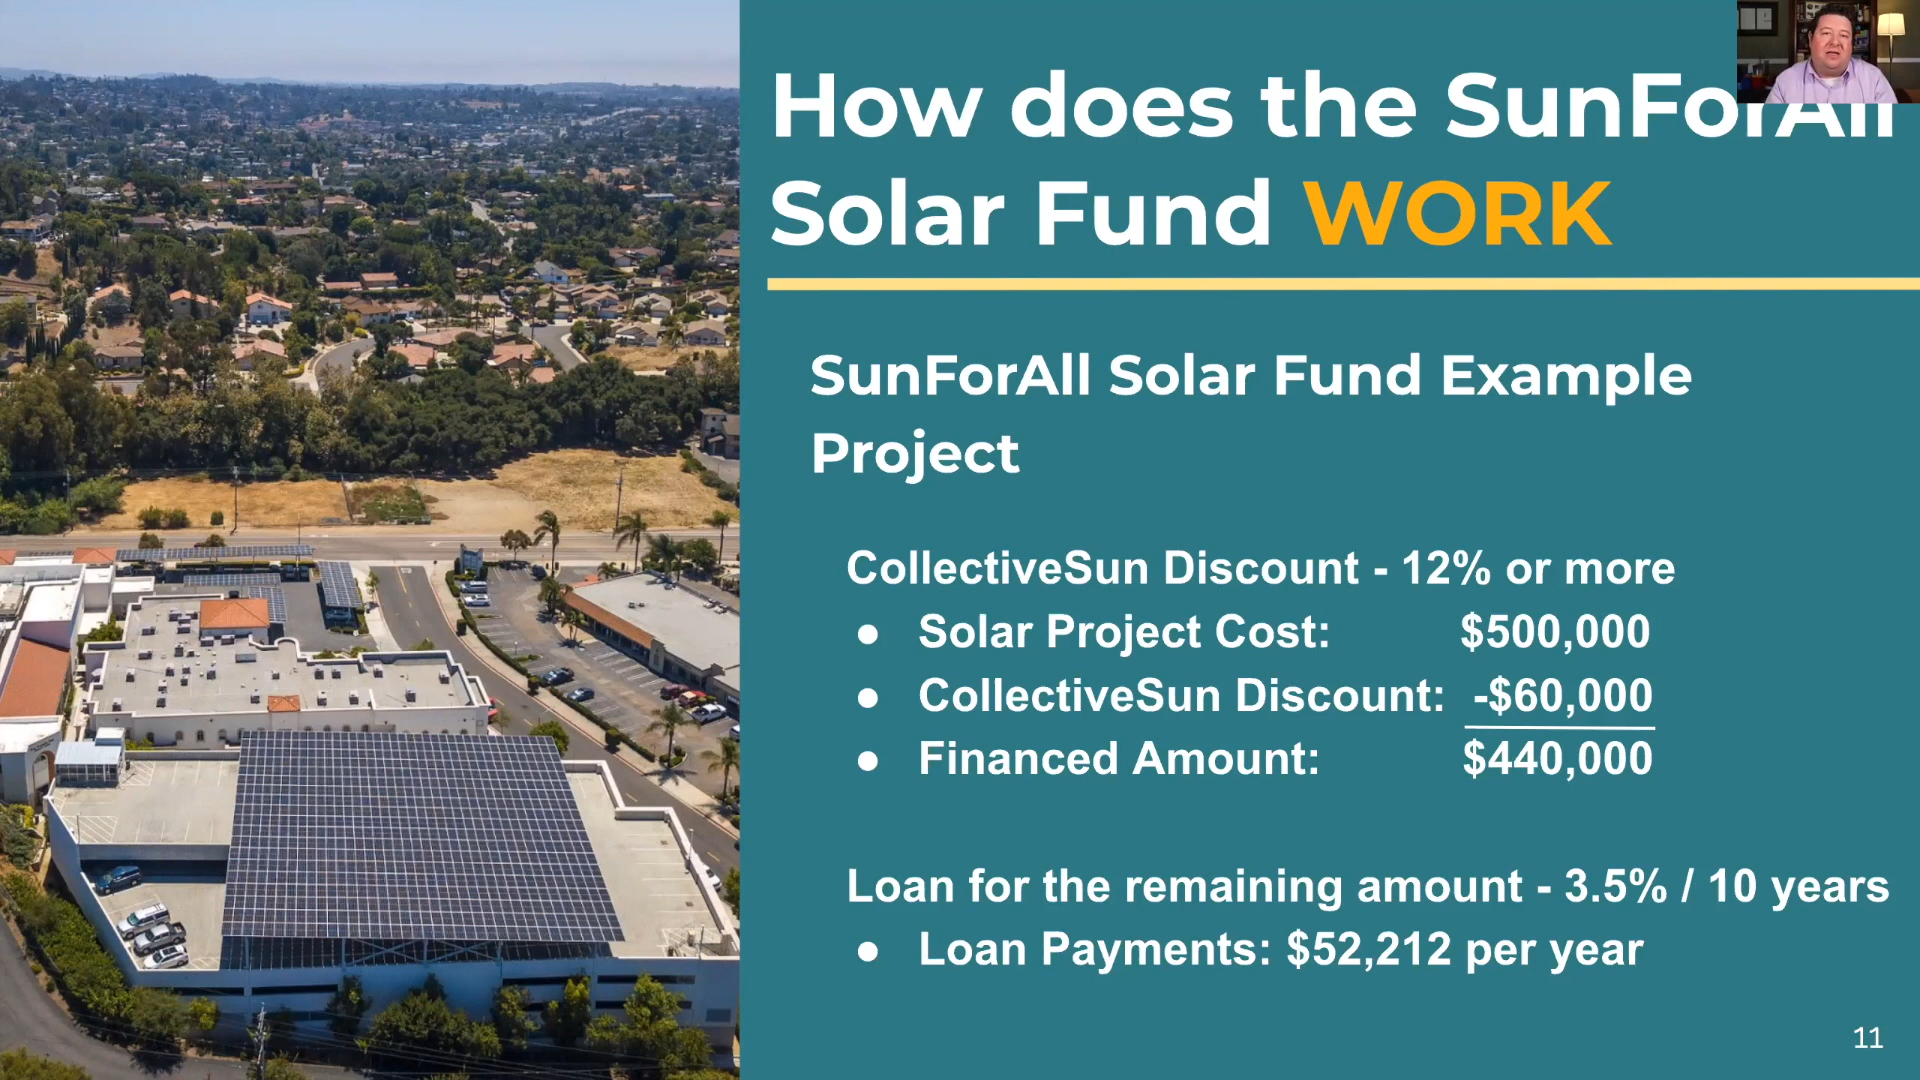 How does the SunForAll
Solar Fund WORK
SunForAll Solar Fund Example
Project
CollectiveSun Discount - 12% or more
● Solar Project Cost: $500,000
● CollectiveSun Discount: -$60,000
● Financed Amount: $440,000
Loan for the remaining amount - 3.5% / 10 years
● Loan Payments: $52,212 per year
11